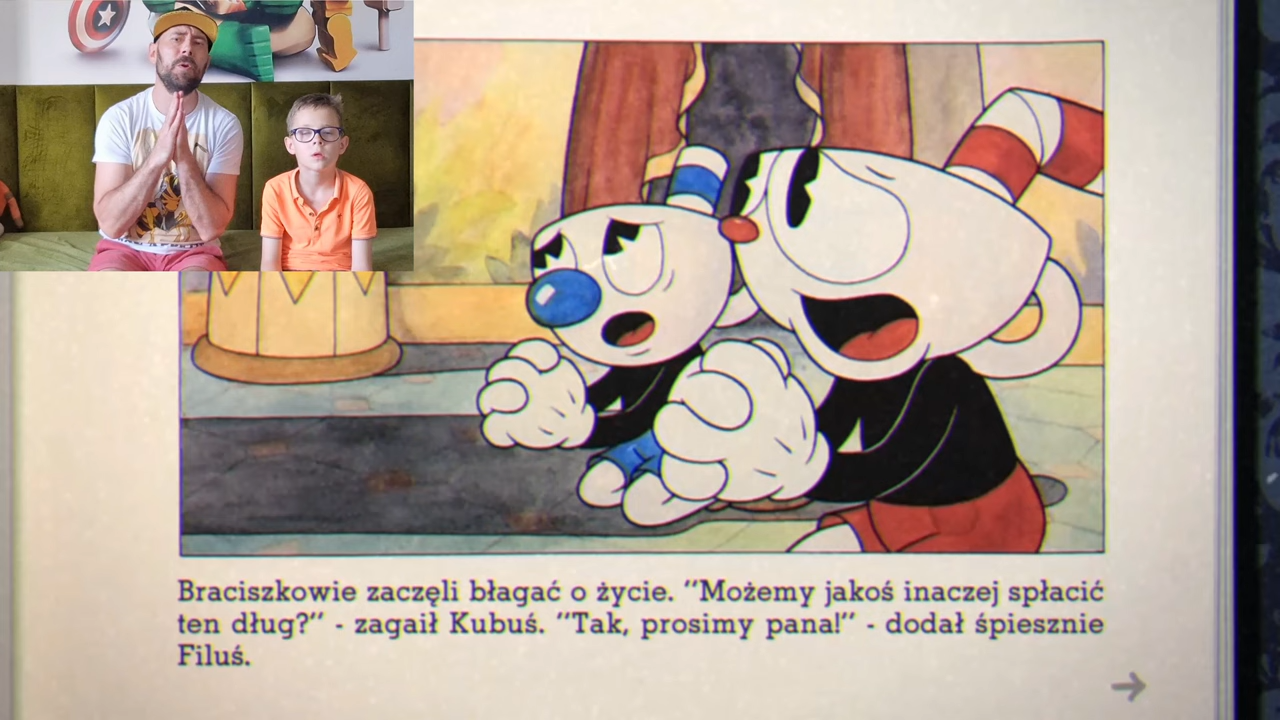 Braciszkowie zaczęli błagać o życie. “Możemy jakoś inaczej spłacić
ten dług?” - zagaił Kubuś. “Tak, prosimy pana!” - dodał śpiesznie
Filuś.